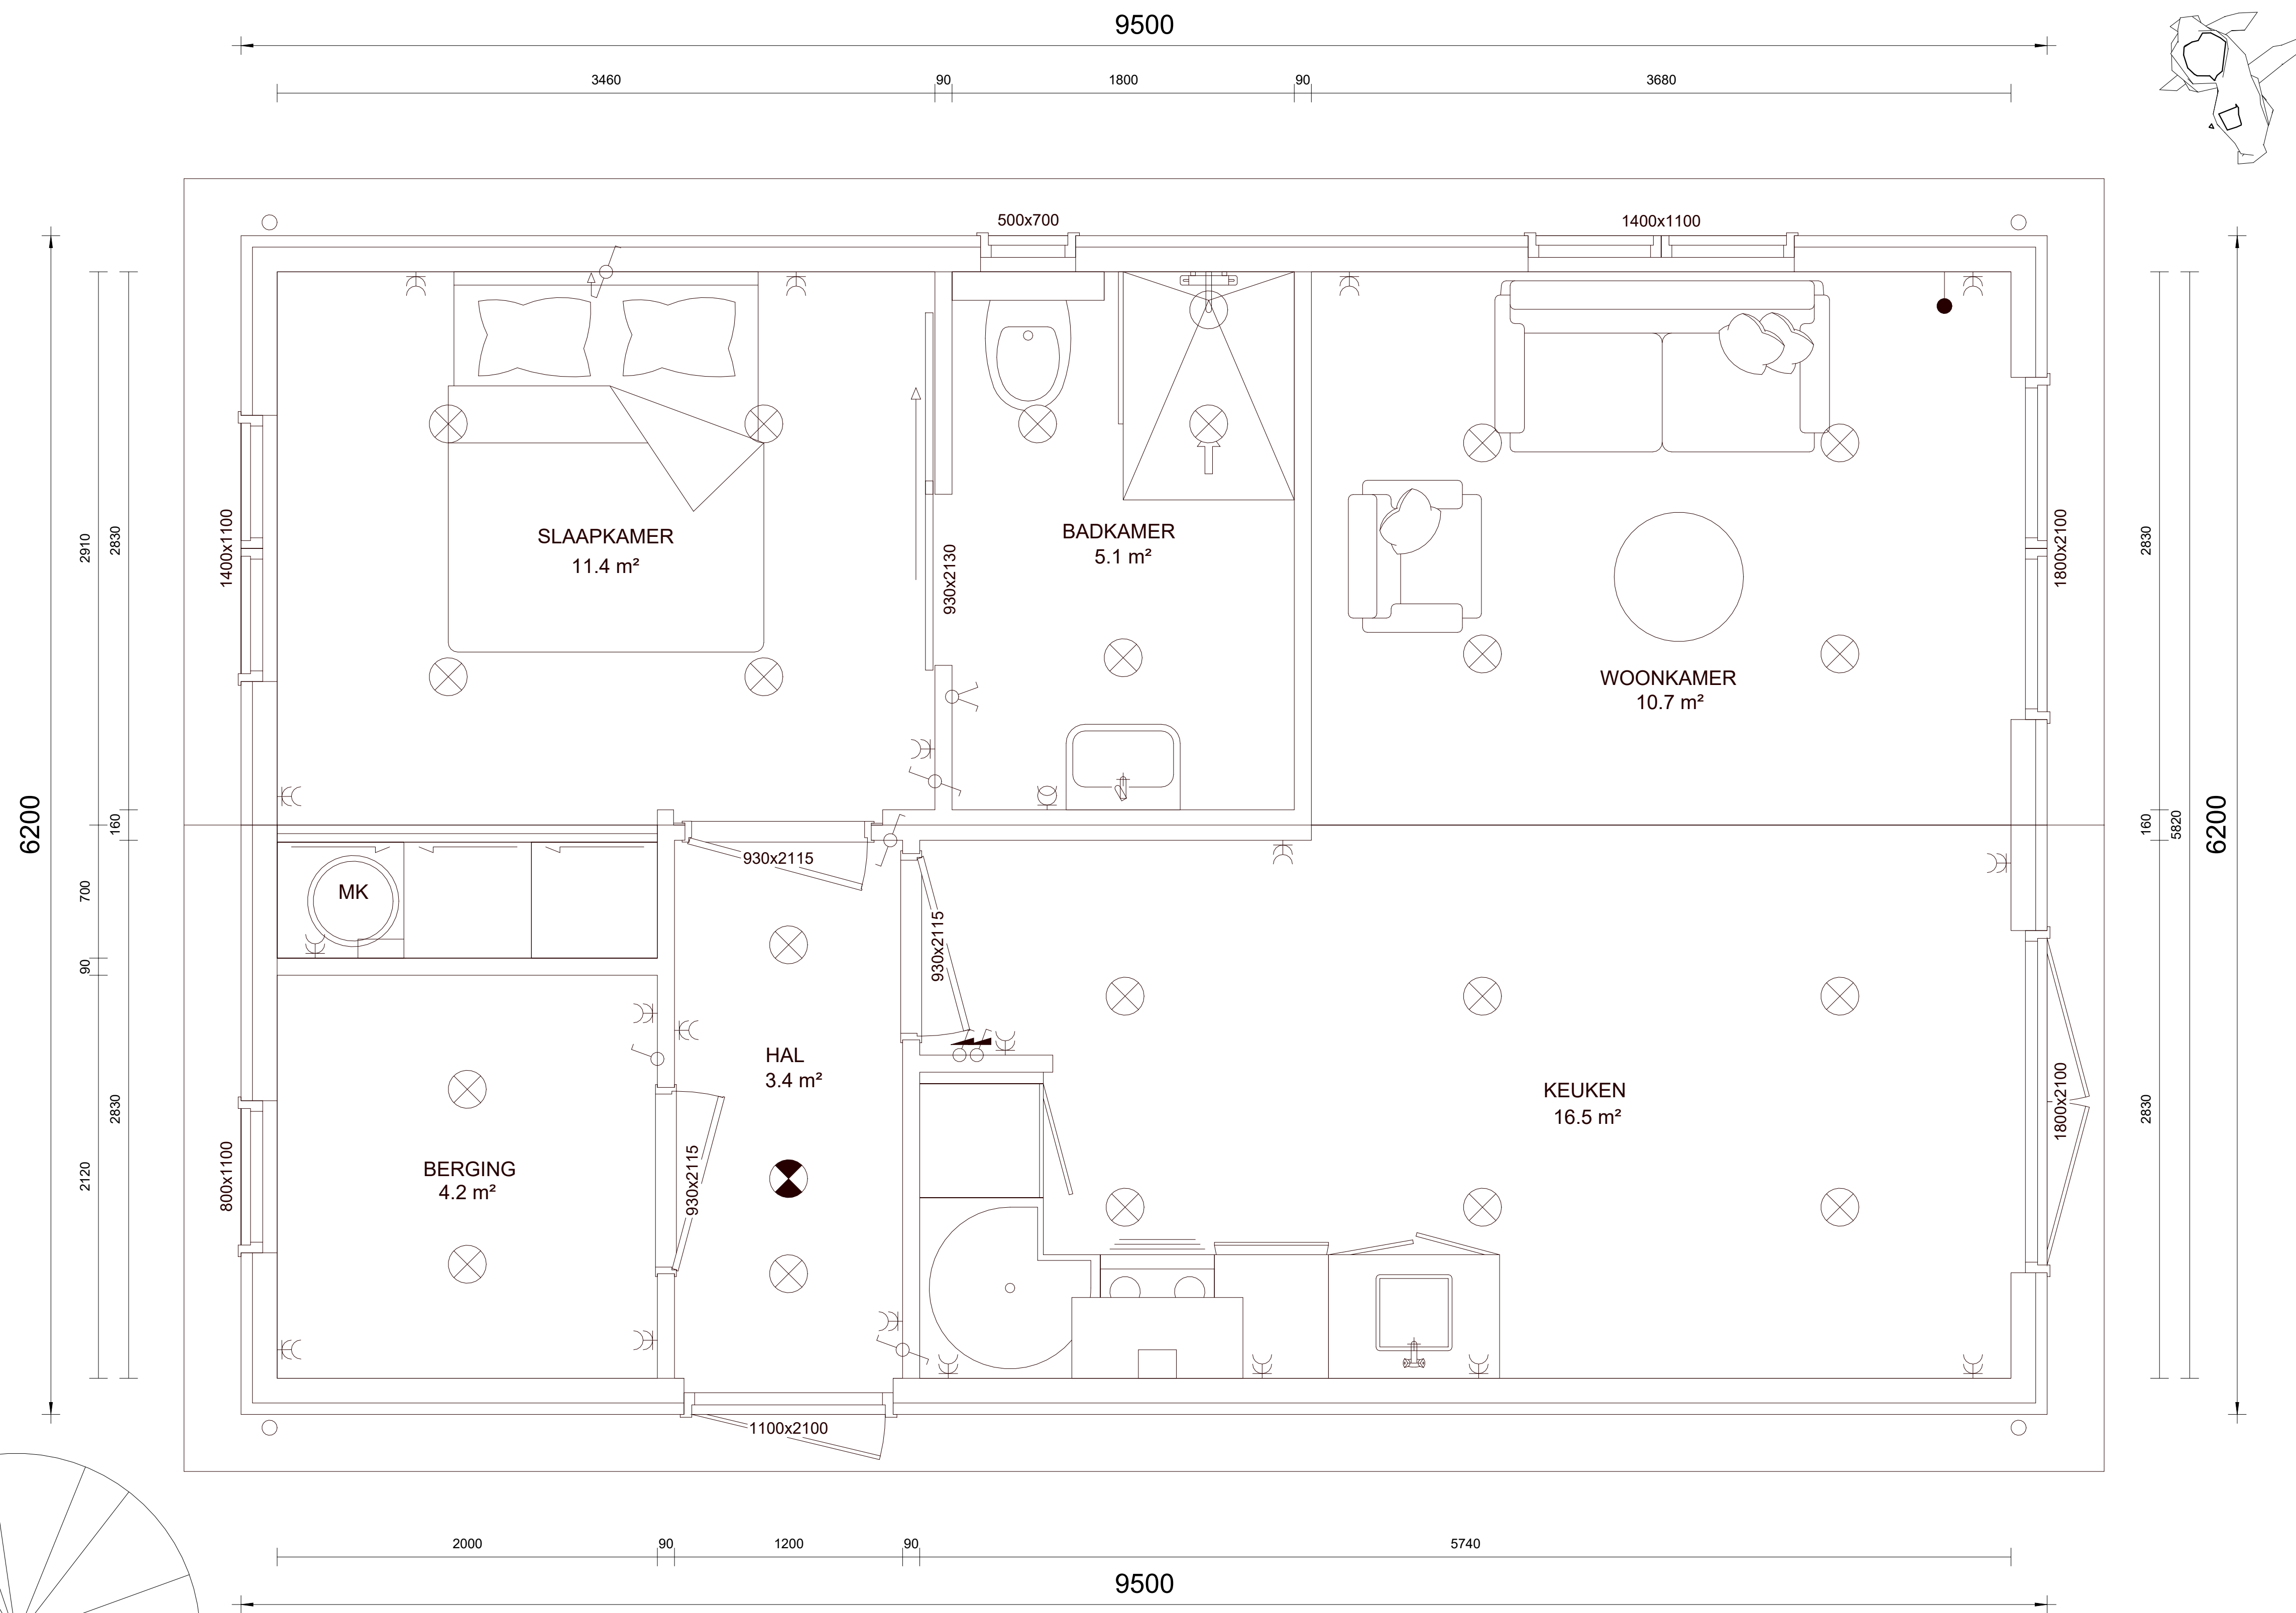 9500
3460
90
1800
90
3680
500x700
1400x1100
6200
2910
2830
1400x1100
SLAAPKAMER
11.4 m²
930x2130
BADKAMER
5.1 m²
WOONKAMER
10.7 m²
1800x2100
2830
160
930x2115
160
5820
6200
700
MK
930x2115
90
HAL
3.4 m²
KEUKEN
16.5 m²
1800x2100
2830
2830
2120
800x1100
BERGING
4.2 m²
930x2115
1100x2100
2000
90
1200
90
5740
9500